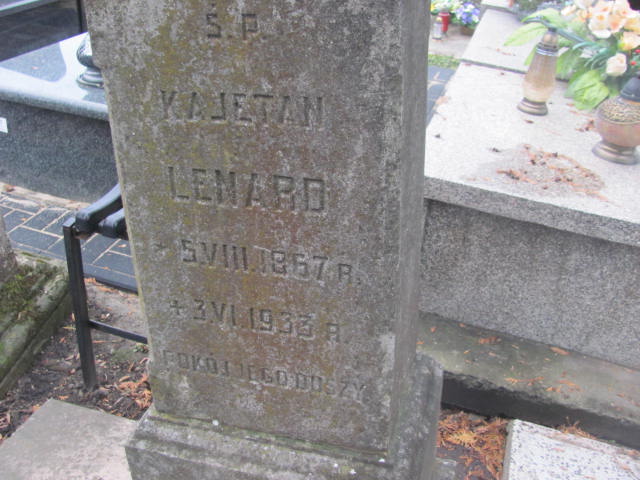 Ś.P.
KAJETAN
LENARD
* 5 VIII. 1867 R.
+ 3 VI 1933 R.
POKÓJ JEGO DUSZY